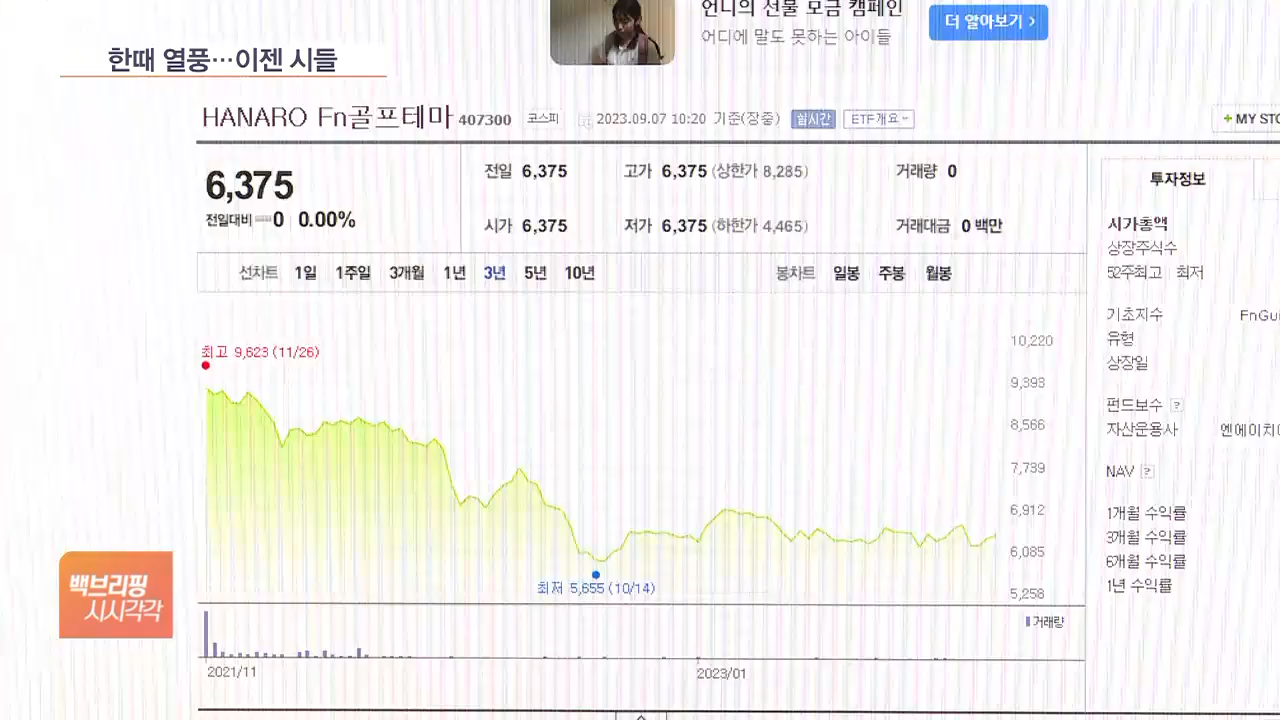 언니의 선물 모금 캠페인
어디에 말도 못하는 아이들
더 알아보기 ›
한때 열풍…이젠 시들
HANARO Fn골프테마 407300 코스피 2023.09.07 10:20 기준(장중) 실시간 ETF개요
+ MY STO
6,375
전일대비 0 0.00%
전일 6,375 고가 6,375 (상한가 8,285) 거래량 0
시가 6,375 저가 6,375 (하한가 4,465) 거래대금 0 백만
선차트 1일 1주일 3개월 1년 3년 5년 10년 봉차트 일봉 주봉 월봉
최고 9,623 (11/26)
10,220
9,393
8,566
7,739
6,912
6,085
5,258
최저 5,655 (10/14)
거래량
2021/11
2023/01
투자정보
시가총액
상장주식수
52주최고 최저
기초지수 FnGui
유형
상장일
펀드보수 ?
자산운용사 엔에이치
NAV ?
1개월 수익률
3개월 수익률
6개월 수익률
1년 수익률
백브리핑
시시각각